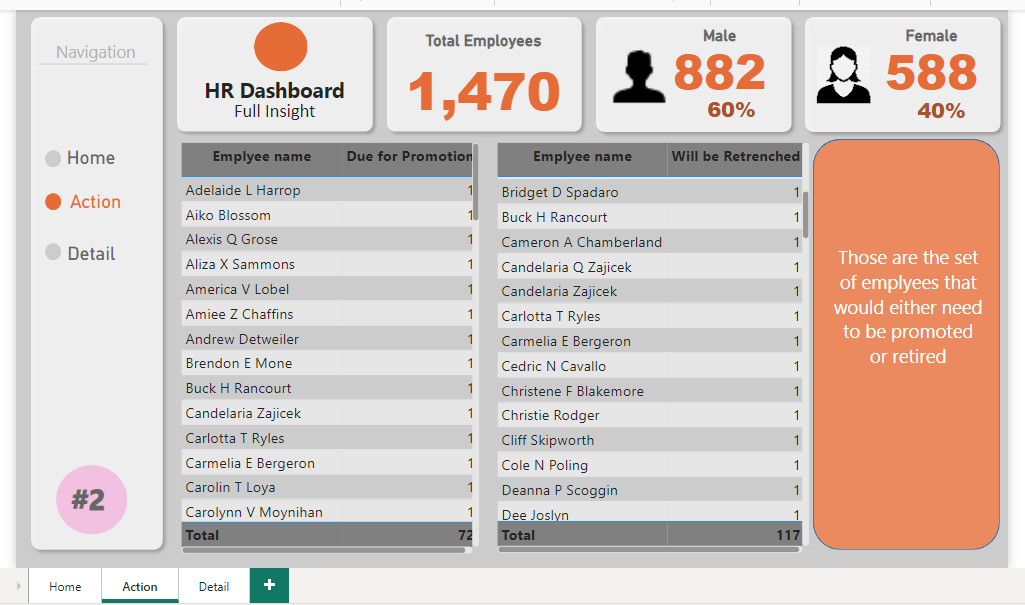 Navigation
Home
Action
Detail
#2
HR Dashboard
Full Insight
Total Employees
1,470
Male
882
60%
Female
588
40%
Emplyee name Due for Promotion
Adelaide L Harrop 1
Aiko Blossom 1
Alexis Q Grose 1
Aliza X Sammons 1
America V Lobel 1
Amiee Z Chaffins 1
Andrew Detweiler 1
Brendon E Mone 1
Buck H Rancourt 1
Candelaria Zajicek 1
Carlotta T Ryles 1
Carmelia E Bergeron 1
Carolin T Loya 1
Carolynn V Moynihan 1
Total 72
Emplyee name Will be Retrenched
Bridget D Spadaro 1
Buck H Rancourt 1
Cameron A Chamberland 1
Candelaria Q Zajicek 1
Candelaria Zajicek 1
Carlotta T Ryles 1
Carmelia E Bergeron 1
Cedric N Cavallo 1
Christene F Blakemore 1
Christie Rodger 1
Cliff Skipworth 1
Cole N Poling 1
Deanna P Scoggin 1
Dee Joslyn 1
Total 117
Those are the set
of emplyees that
would either need
to be promoted
or retired
Home Action Detail +